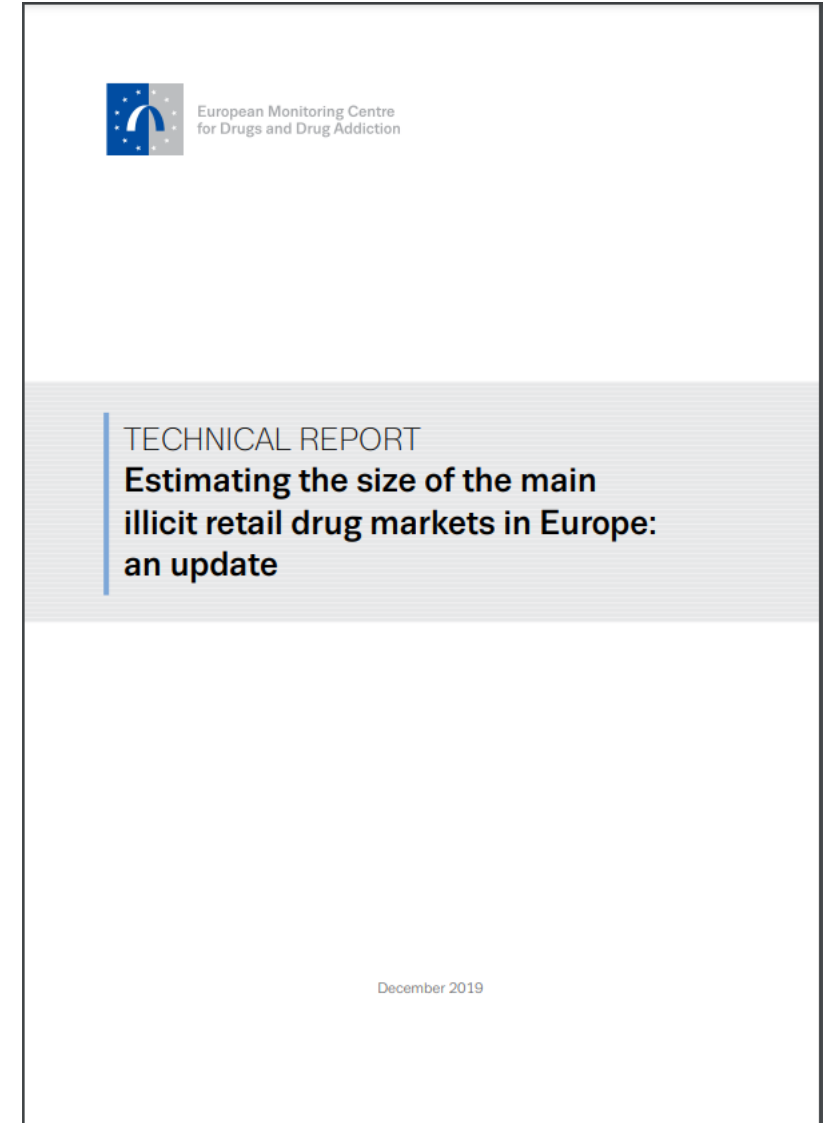 European Monitoring Centre
for Drugs and Drug Addiction
TECHNICAL REPORT
Estimating the size of the main
illicit retail drug markets in Europe:
an update
December 2019